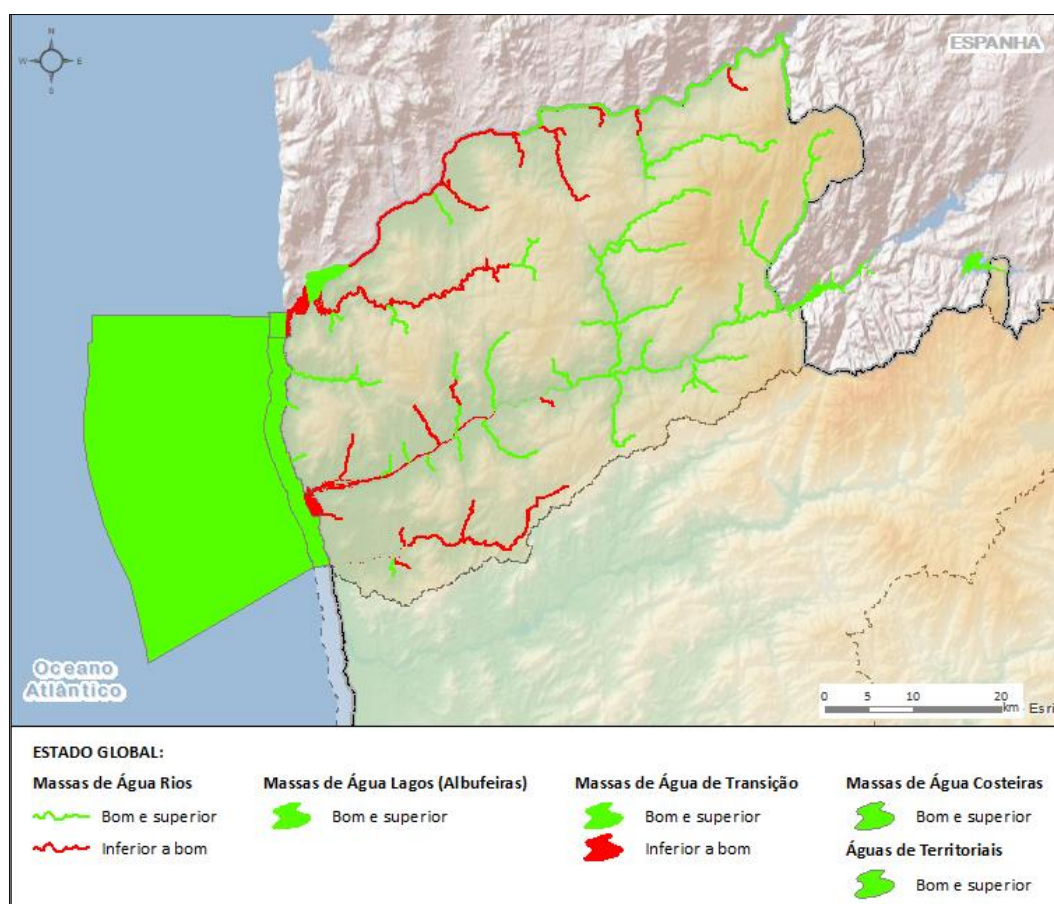 N
W
E
S
ESPANHA
Oceano
Atlântico
0 5 10 20
km
Esri
ESTADO GLOBAL:
Massas de Água Rios
Bom e superior
Inferior a bom
Massas de Água Lagos (Albufeiras)
Bom e superior
Massas de Água de Transição
Bom e superior
Inferior a bom
Massas de Água Costeiras
Bom e superior
Águas de Territoriais
Bom e superior